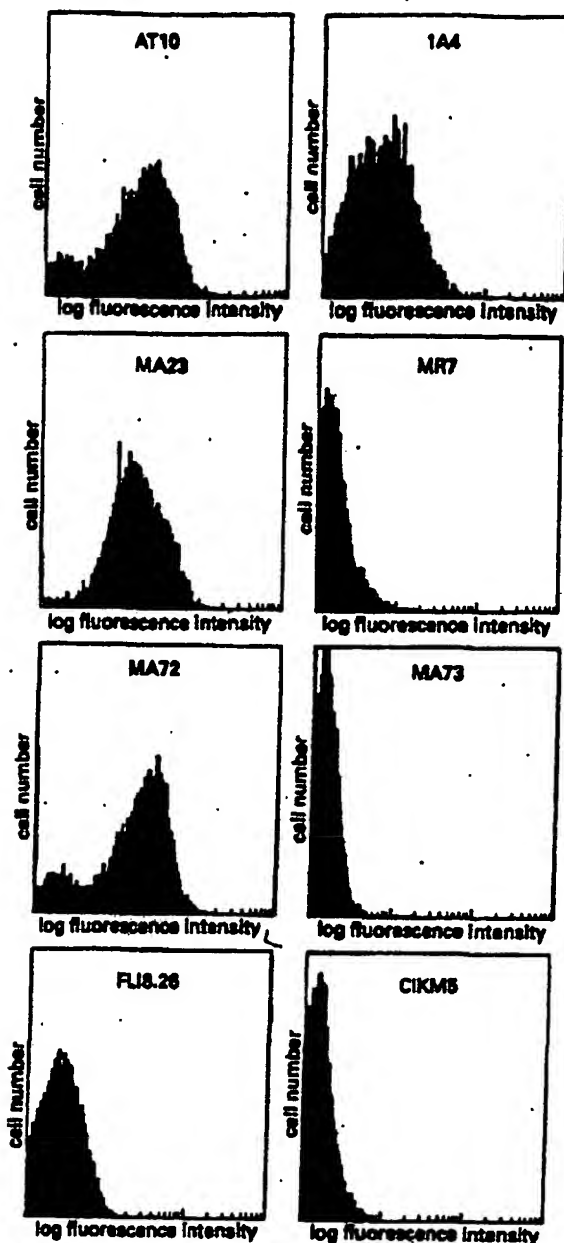 AT10
cell number
log fluorescence intensity
1A4
cell number
log fluorescence intensity
MA23
cell number
log fluorescence intensity
MR7
cell number
log fluorescence intensity
MA72
cell number
log fluorescence intensity
MA73
cell number
log fluorescence intensity
FLI8.26
cell number
log fluorescence intensity
CIKM5
cell number
log fluorescence intensity